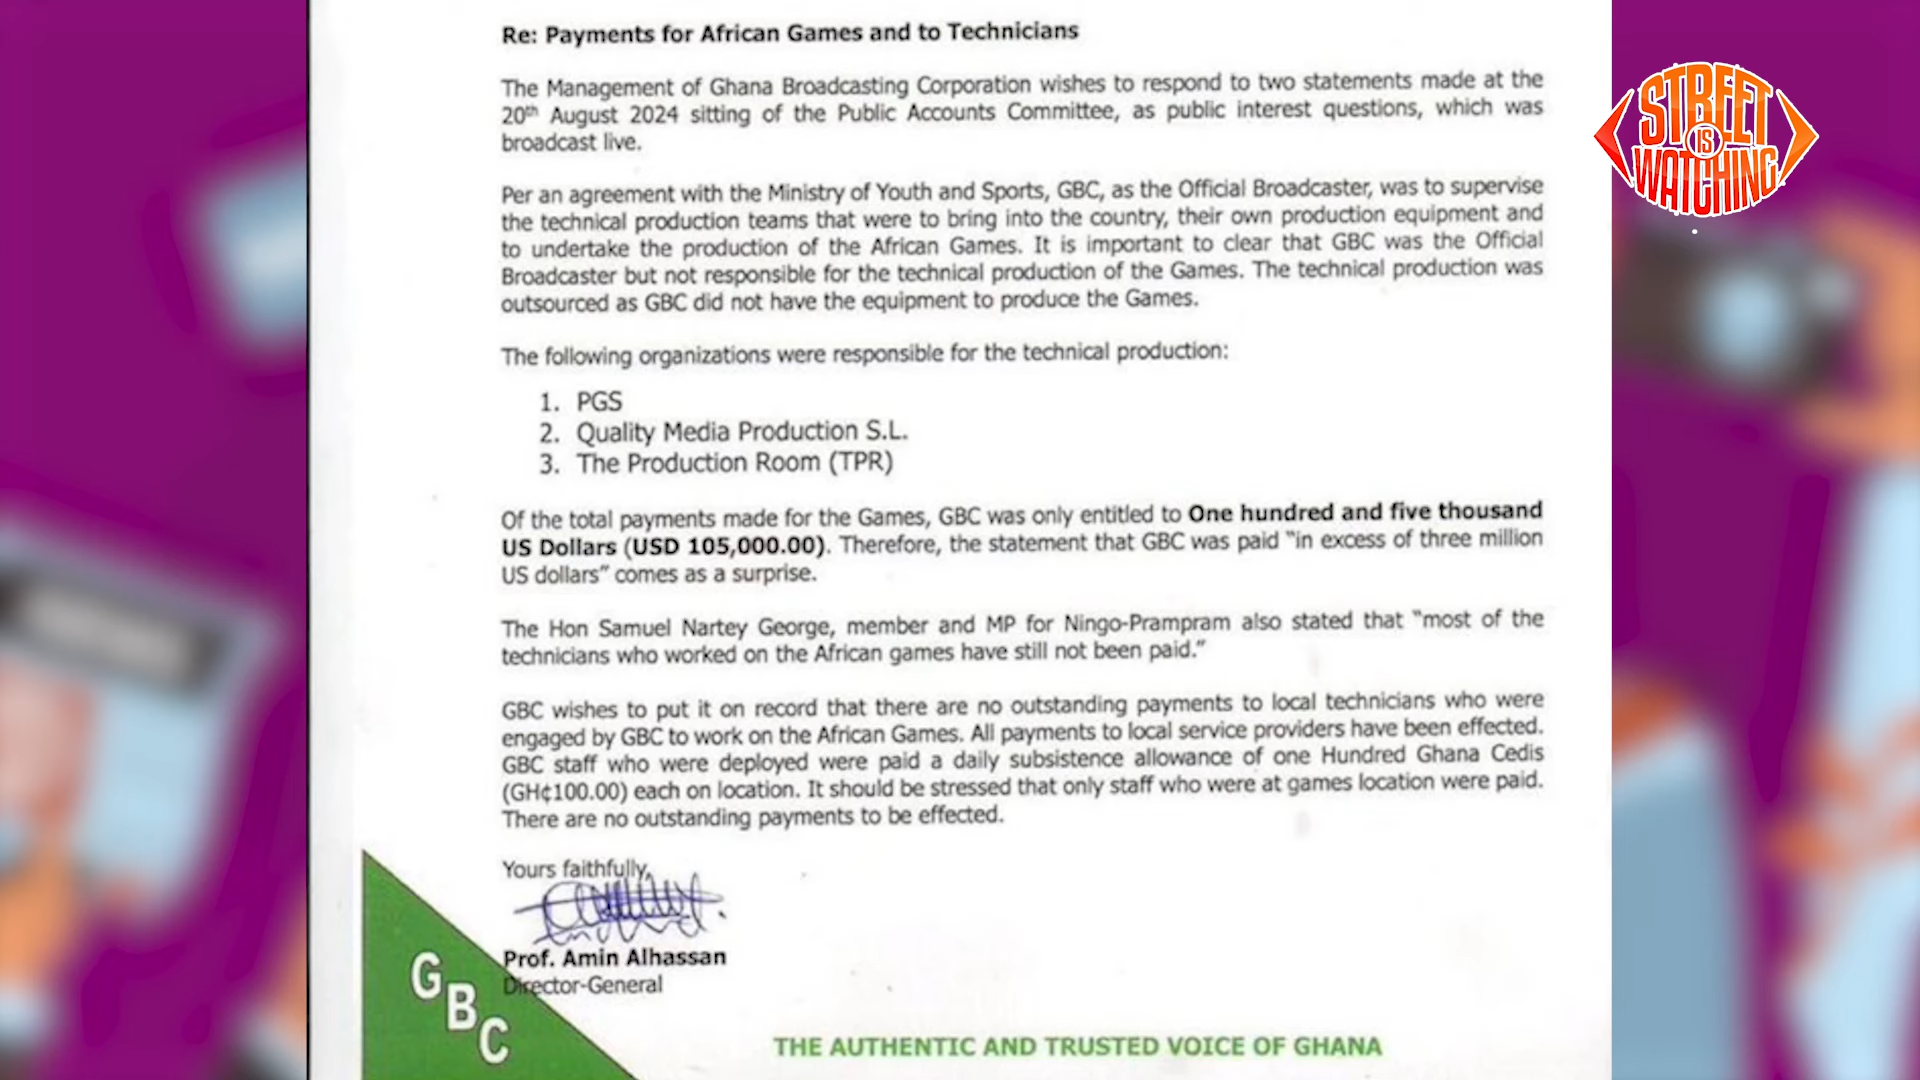 Re: Payments for African Games and to Technicians
The Management of Ghana Broadcasting Corporation wishes to respond to two statements made at the
20th August 2024 sitting of the Public Accounts Committee, as public interest questions, which was
broadcast live.
Per an agreement with the Ministry of Youth and Sports, GBC, as the Official Broadcaster, was to supervise
the technical production teams that were to bring into the country, their own production equipment and
to undertake the production of the African Games. It is important to clear that GBC was the Official
Broadcaster but not responsible for the technical production of the Games. The technical production was
outsourced as GBC did not have the equipment to produce the Games.
The following organizations were responsible for the technical production:
1. PGS
2. Quality Media Production S.L.
3. The Production Room (TPR)
Of the total payments made for the Games, GBC was only entitled to One hundred and five thousand
US Dollars (USD 105,000.00). Therefore, the statement that GBC was paid "in excess of three million
US dollars" comes as a surprise.
The Hon Samuel Nartey George, member and MP for Ningo-Prampram also stated that "most of the
technicians who worked on the African games have still not been paid."
GBC wishes to put it on record that there are no outstanding payments to local technicians who were
engaged by GBC to work on the African Games. All payments to local service providers have been effected.
GBC staff who were deployed were paid a daily subsistence allowance of one Hundred Ghana Cedis
(GH¢100.00) each on location. It should be stressed that only staff who were at games location were paid.
There are no outstanding payments to be effected.
Yours faithfully,
Prof. Amin Alhassan
Director-General
GBC
THE AUTHENTIC AND TRUSTED VOICE OF GHANA
STREET
IS
WATCHING